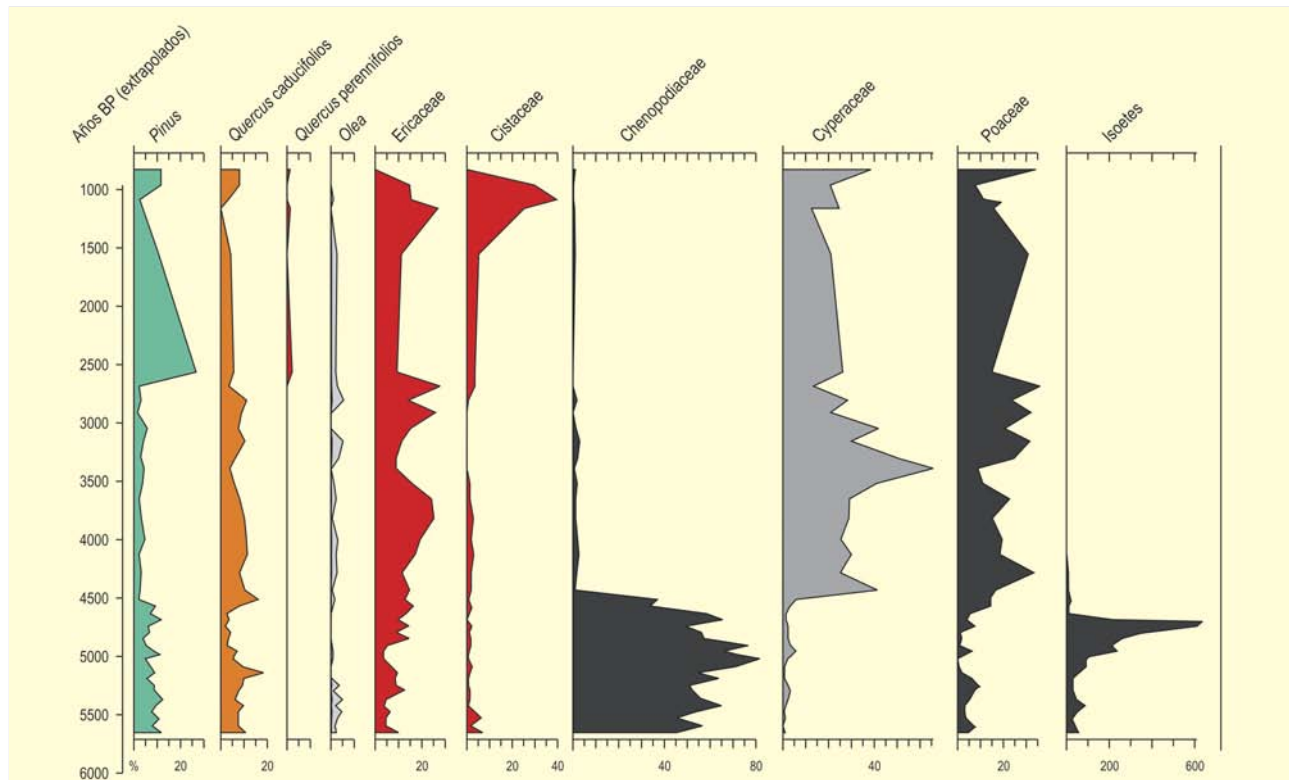 Años BP (extrapolados)
Pinus
Quercus caducifolios
Quercus perennifolios
Olea
Ericaceae
Cistaceae
Chenopodiaceae
Cyperaceae
Poaceae
Isoetes
1000
1500
2000
2500
3000
3500
4000
4500
5000
5500
6000
% 20 20 20 20 40 40 80 40 20 200 600